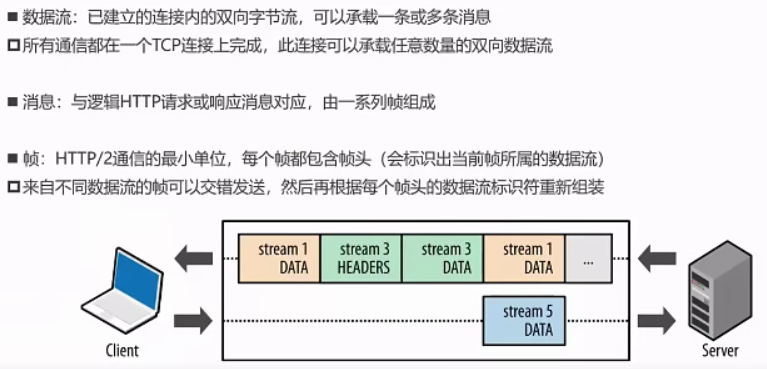 ■ 数据流：已建立的连接内的双向字节流，可以承载一条或多条消息
□所有通信都在一个TCP连接上完成，此连接可以承载任意数量的双向数据流
■ 消息：与逻辑HTTP请求或响应消息对应，由一系列帧组成
■ 帧：HTTP/2通信的最小单位，每个帧都包含帧头（会标识出当前帧所属的数据流）
□来自不同数据流的帧可以交错发送，然后再根据每个帧头的数据流标识符重新组装
stream 1 DATA
stream 3 HEADERS
stream 3 DATA
stream 1 DATA
...
stream 5 DATA
Client
Server